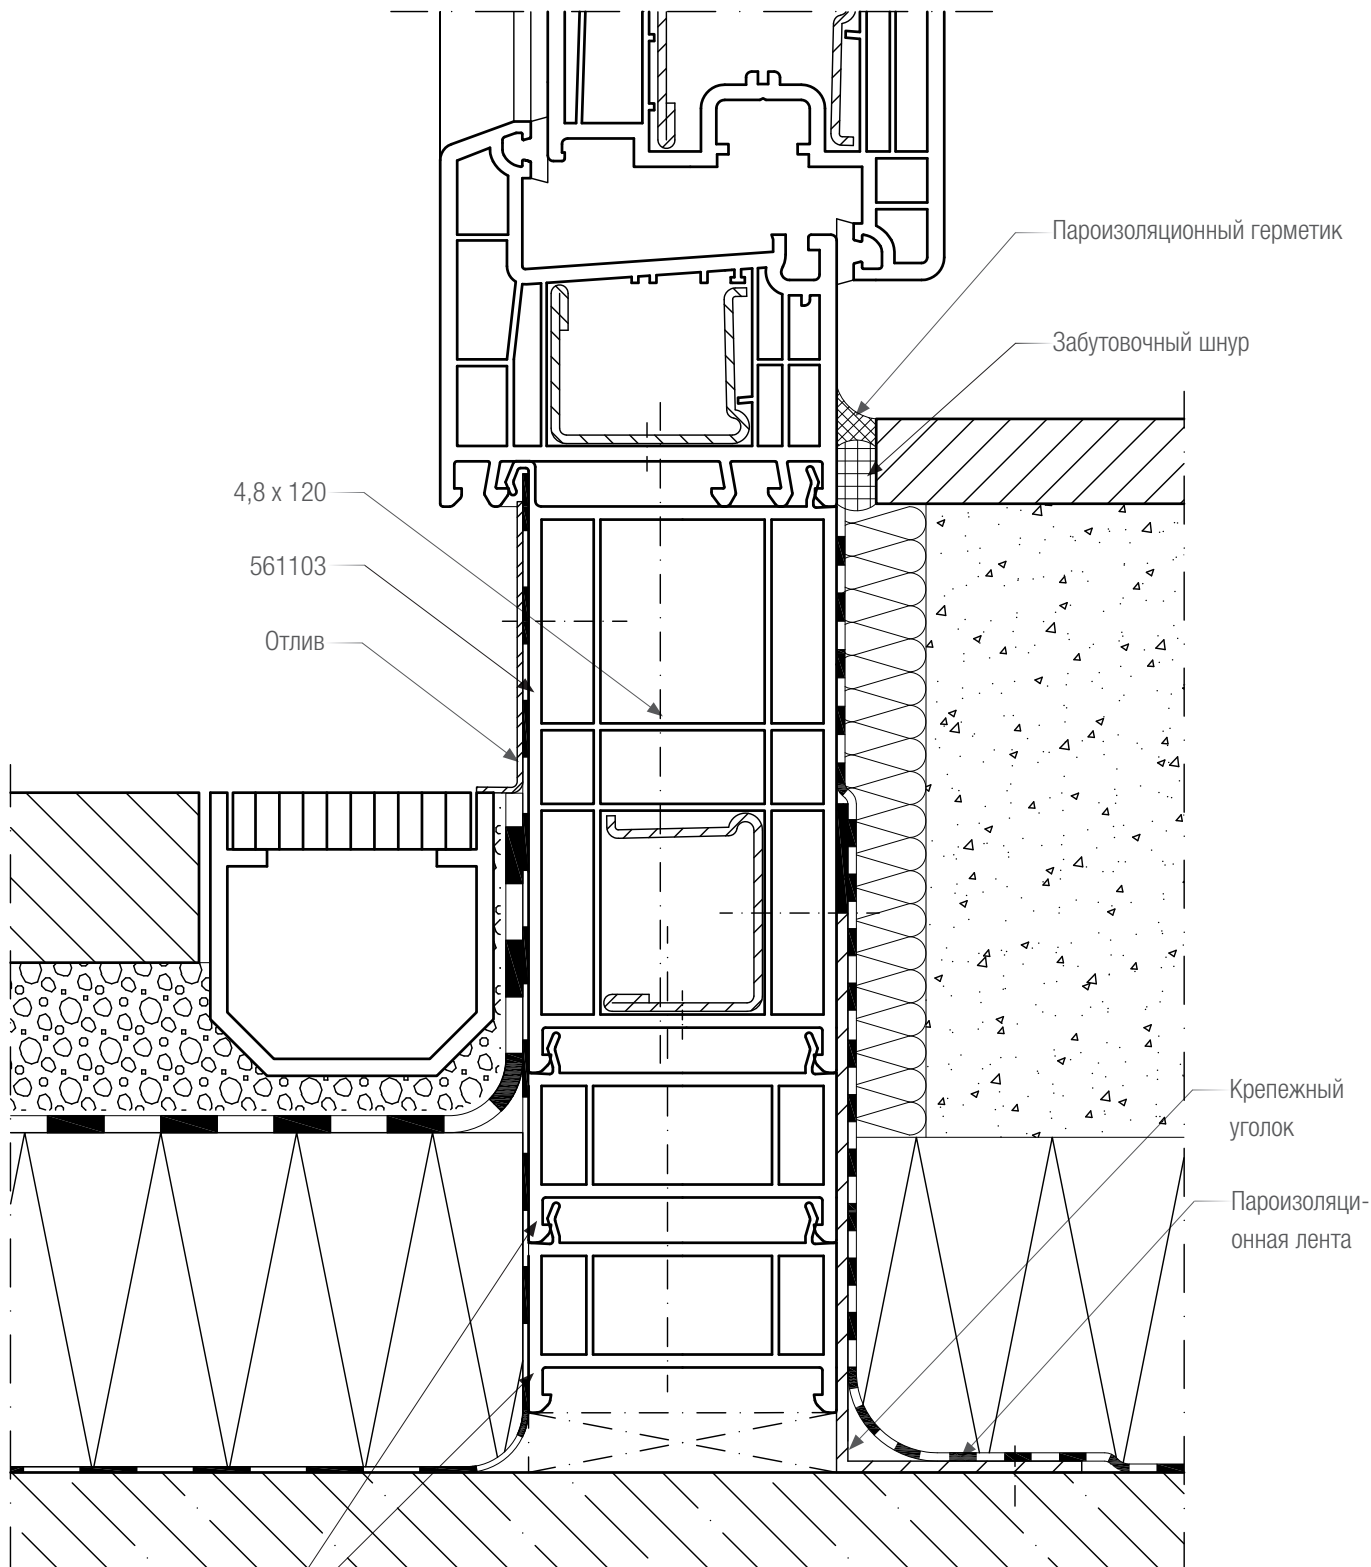 Пароизоляционный герметик
Забутовочный шнур
4,8 x 120
561103
Отлив
Крепежный
уголок
Пароизоляци-
онная лента